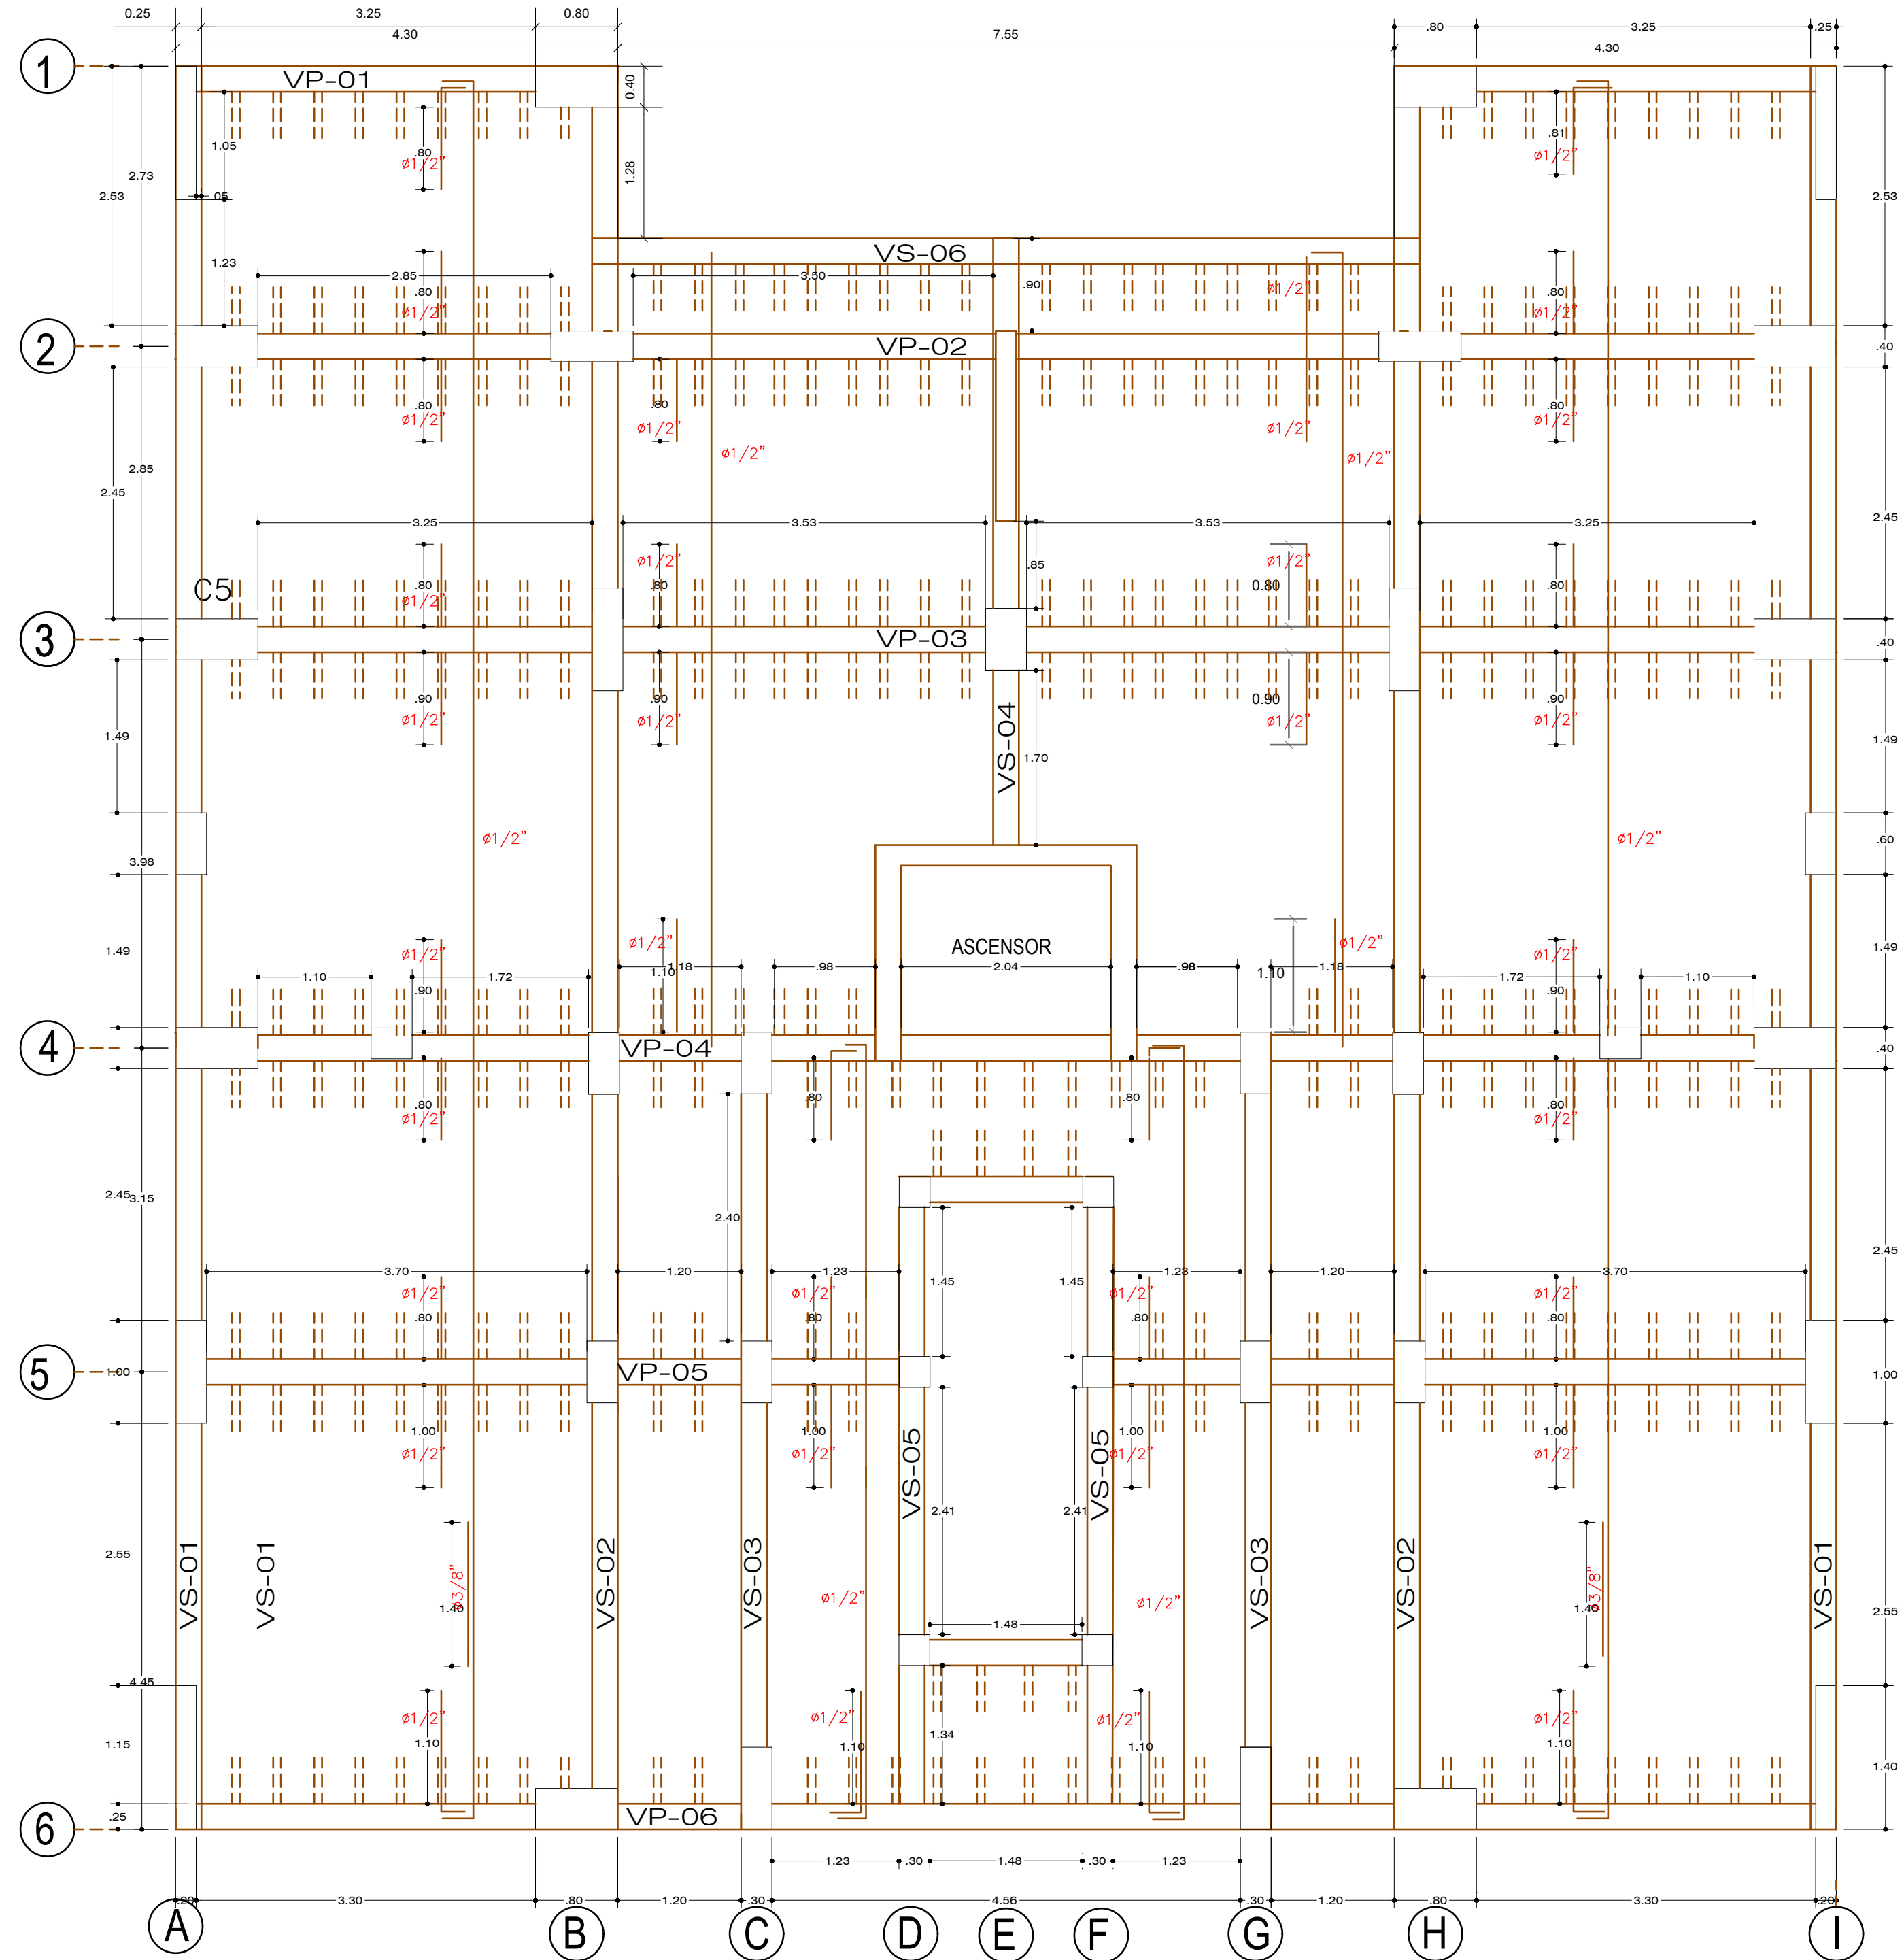 0.25 3.25 0.80 .80 3.25 .25
4.30 7.55 4.30
1
VP-01
0.40
1.05 .80 .81
ø1/2" ø1/2"
2.53 2.73 1.28 2.53
.05
1.23 VS-06
2.85 3.50 .90
.80 ø1/2" .80
ø1/2" ø1/2"
2 VP-02 .40
.80 .80 .80
ø1/2" ø1/2" ø1/2" ø1/2"
ø1/2" ø1/2"
2.85
2.45 2.45
3.25 3.53 3.53 3.25
ø1/2" .85 ø1/2"
C5 .80 .80 0.80 .80
ø1/2" ø1/2"
3 VP-03 .40
.90 .90 0.90 .90
ø1/2" ø1/2" ø1/2" ø1/2"
1.49 VS-04 1.70 1.49
ø1/2" ø1/2" .60
3.98
ø1/2" ø1/2" ASCENSOR ø1/2" ø1/2"
1.49 1.49
1.10 1.72 1.10 1.18 .98 2.04 .98 1.10 1.18 1.72 1.10
.90 .90
4 VP-04 .40
.80 .80 .80 .80
ø1/2" ø1/2"
2.45 3.15
2.40
2.45
3.70 1.20 1.23 1.45 1.45 1.23 1.20 3.70
ø1/2" ø1/2" ø1/2" ø1/2"
.80 .80 .80 .80
5 1.00 VP-05 1.00
1.00 1.00 1.00 1.00
ø1/2" ø1/2" ø1/2" ø1/2"
VS-05 VS-05
2.41 2.41
2.55 2.55
VS-01 VS-01 VS-02 VS-03 VS-03 VS-02 VS-01
1.40 ø3/8" ø1/2" ø1/2" 1.40 ø3/8"
1.48
4.45
ø1/2" ø1/2" ø1/2" ø1/2"
1.15 1.10 1.10 1.34 1.10 1.10 1.40
6 .25 VP-06
1.23 .30 1.48 .30 1.23
.20 3.30 .80 1.20 .30 4.56 .30 1.20 .80 3.30 .20
A B C D E F G H I